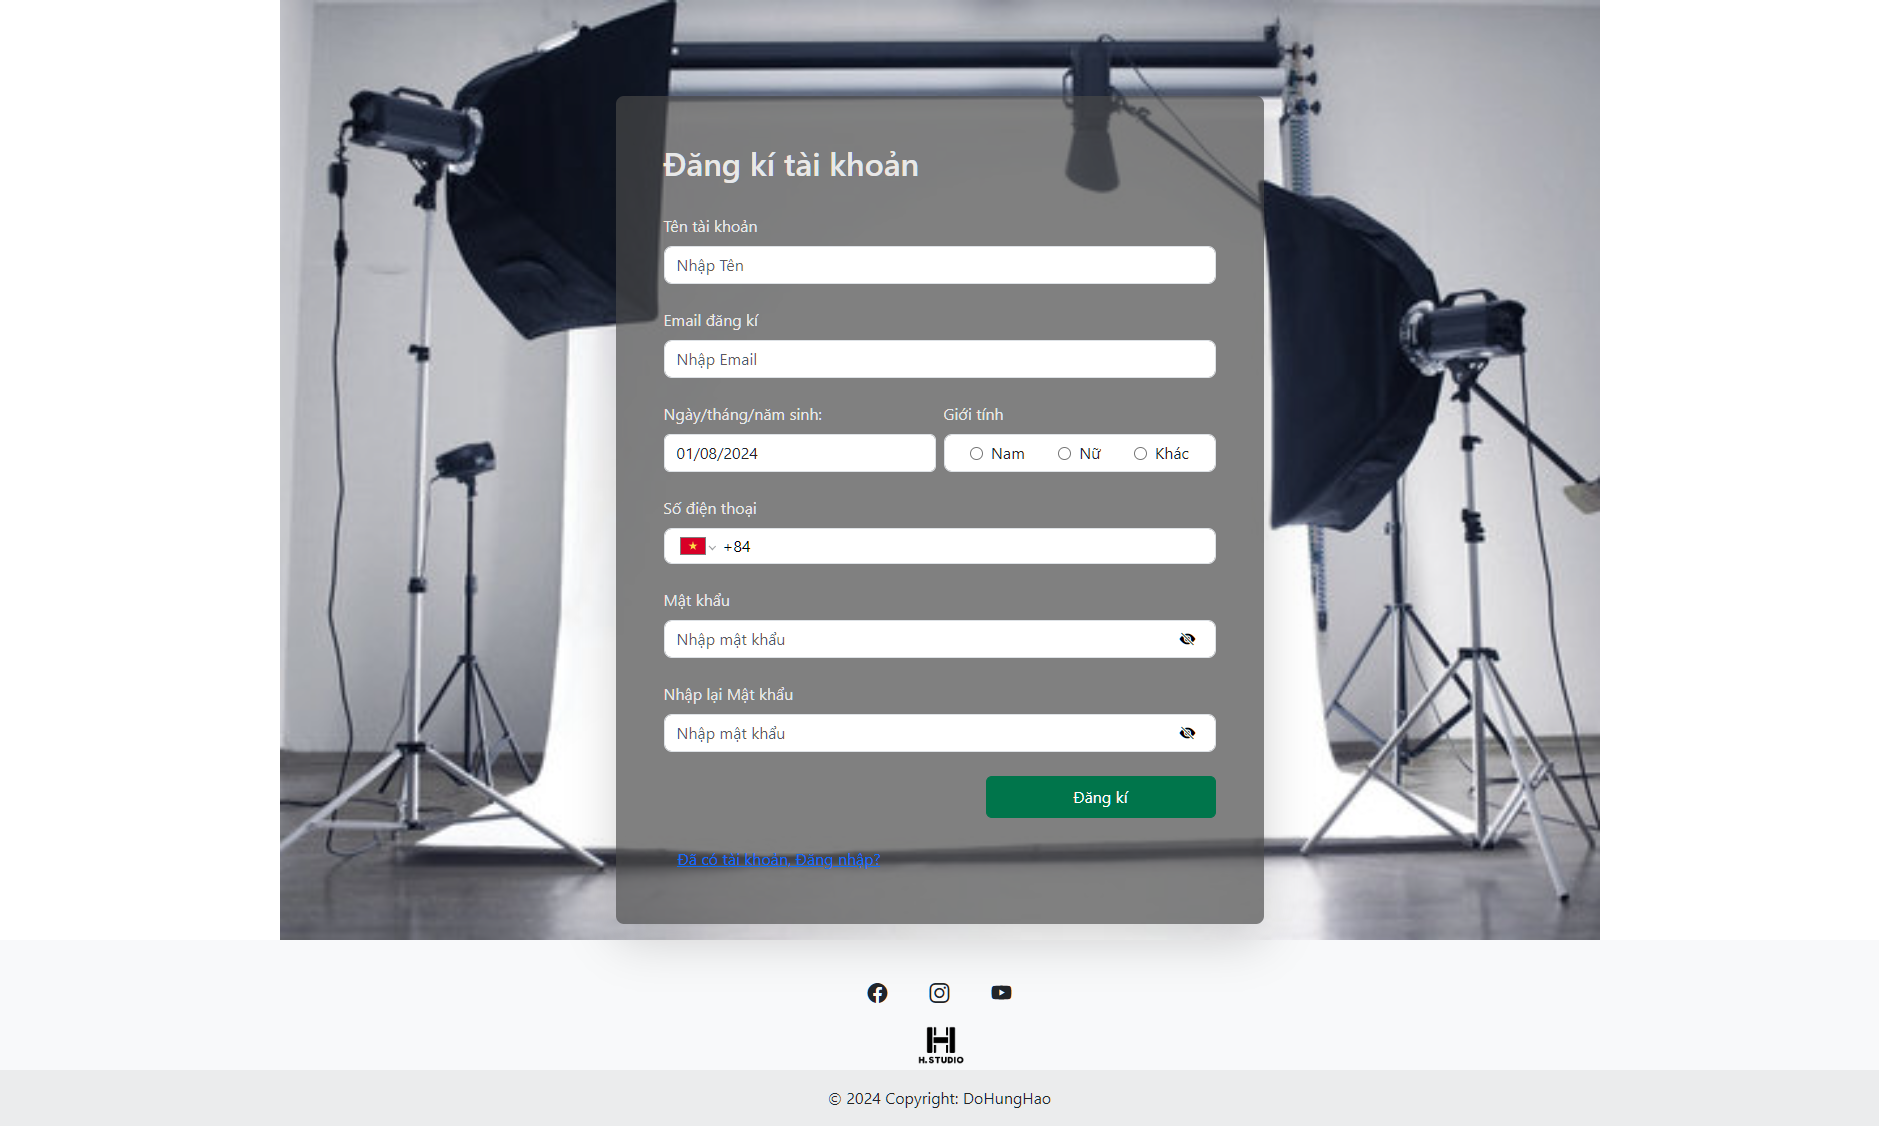 Đăng kí tài khoản
Tên tài khoản
Nhập Tên
Email đăng kí
Nhập Email
Ngày/tháng/năm sinh: Giới tính
01/08/2024 Nam Nữ Khác
Số điện thoại
+84
Mật khẩu
Nhập mật khẩu
Nhập lại Mật khẩu
Nhập mật khẩu
Đăng kí
Đã có tài khoản, Đăng nhập?
H
H.STUDIO
© 2024 Copyright: DoHungHao